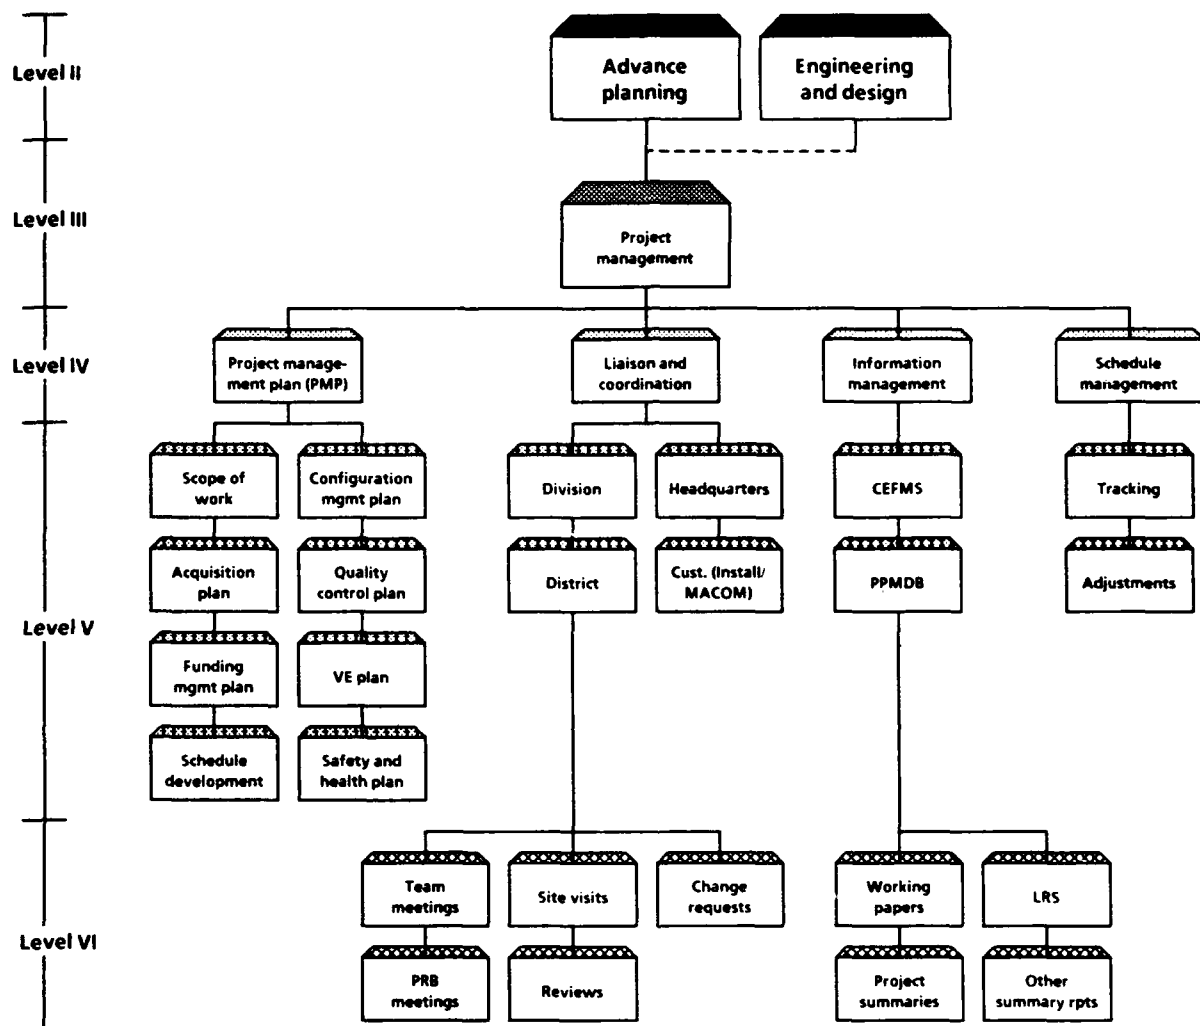 Level II
Advance
planning
Engineering
and design
Level III
Project
management
Level IV
Project manage-
ment plan (PMP)
Liaison and
coordination
Information
management
Schedule
management
Level V
Scope of
work
Configuration
mgmt plan
Division
Headquarters
CEFMS
Tracking
Acquisition
plan
Quality
control plan
District
Cust. (Install/
MACOM)
PPMDB
Adjustments
Funding
mgmt plan
VE plan
Schedule
development
Safety and
health plan
Level VI
Team
meetings
Site visits
Change
requests
Working
papers
LRS
PRB
meetings
Reviews
Project
summaries
Other
summary rpts